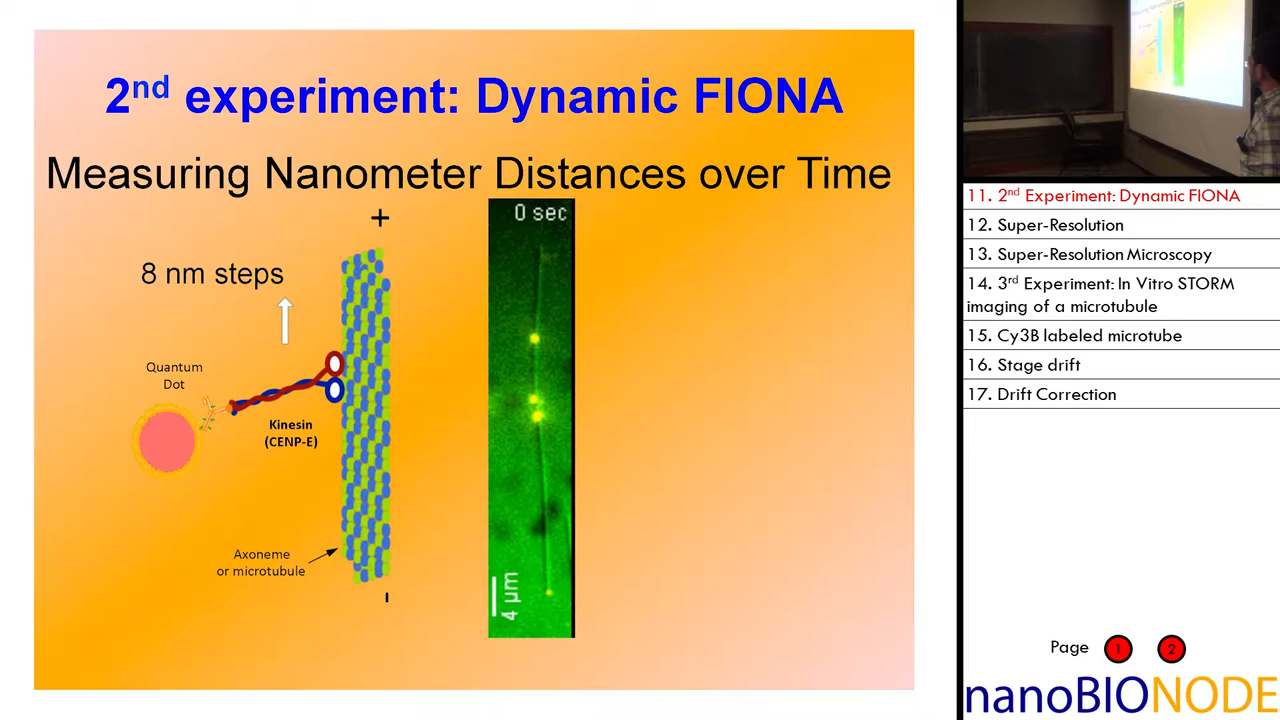 2nd experiment: Dynamic FIONA
Measuring Nanometer Distances over Time
+
0 sec
8 nm steps
Quantum
Dot
Kinesin
(CENP-E)
Axoneme
or microtubule
-
4 µm
11. 2nd Experiment: Dynamic FIONA
12. Super-Resolution
13. Super-Resolution Microscopy
14. 3rd Experiment: In Vitro STORM
imaging of a microtubule
15. Cy3B labeled microtube
16. Stage drift
17. Drift Correction
Page 1 2
nanoBIONODE